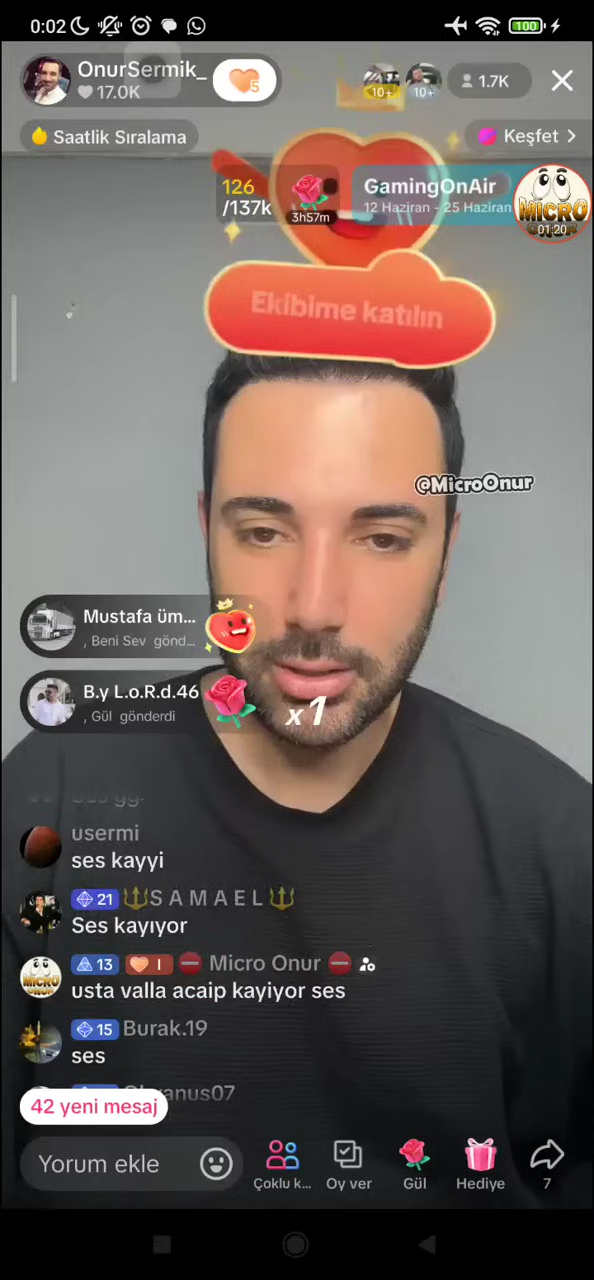 0:02
100
OnurSermik_
17.0K
5
10+
10+
1.7K
Saatlik Sıralama
Keşfet
126
/137k
3h57m
GamingOnAir
12 Haziran - 25 Haziran
MICRO
ONUR
01:20
Ekibime katılın
@MicroOnur
Mustafa üm...
, Beni Sev gönd...
B.y L.o.R.d.46
, Gül gönderdi
x1
usermi
ses kayyi
21 S A M A E L
Ses kayıyor
MICRO
ONUR
13 I Micro Onur
usta valla acaip kayiyor ses
15 Burak.19
ses
42 yeni mesaj
Yorum ekle
Çoklu k...
Oy ver
Gül
Hediye
7